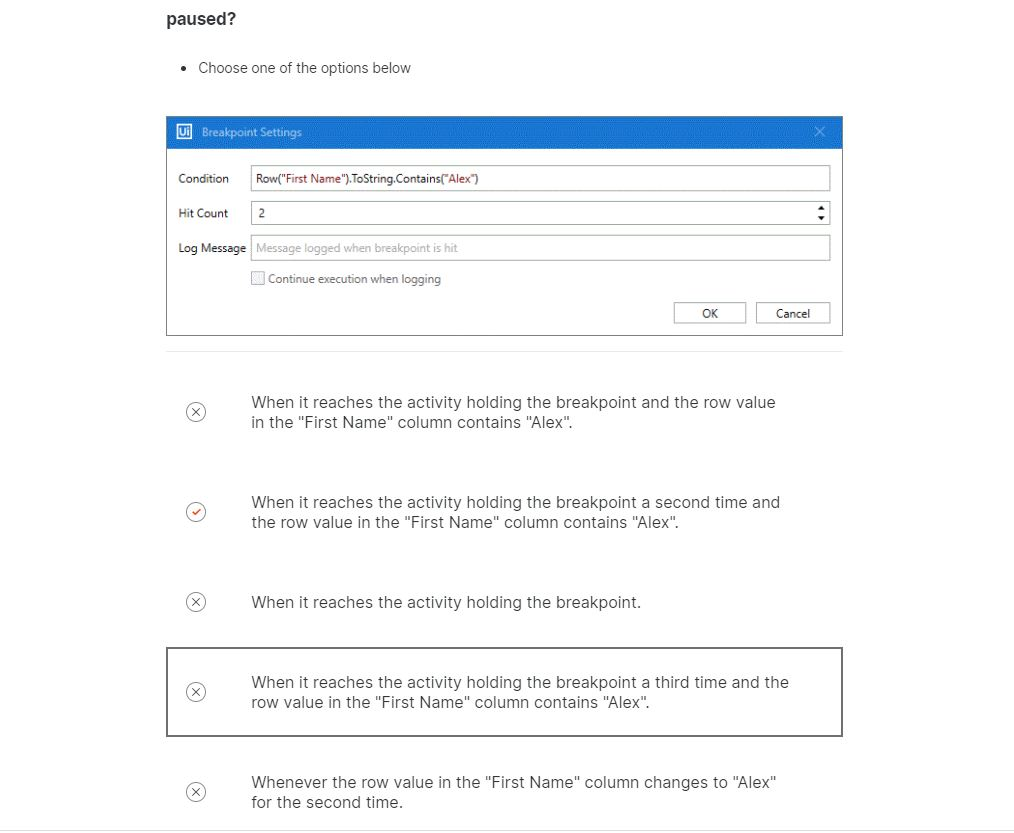 paused?
• Choose one of the options below
Ui Breakpoint Settings
Condition Row("First Name").ToString.Contains("Alex")
Hit Count 2
Log Message Message logged when breakpoint is hit
Continue execution when logging
OK Cancel
When it reaches the activity holding the breakpoint and the row value
in the "First Name" column contains "Alex".
When it reaches the activity holding the breakpoint a second time and
the row value in the "First Name" column contains "Alex".
When it reaches the activity holding the breakpoint.
When it reaches the activity holding the breakpoint a third time and the
row value in the "First Name" column contains "Alex".
Whenever the row value in the "First Name" column changes to "Alex"
for the second time.